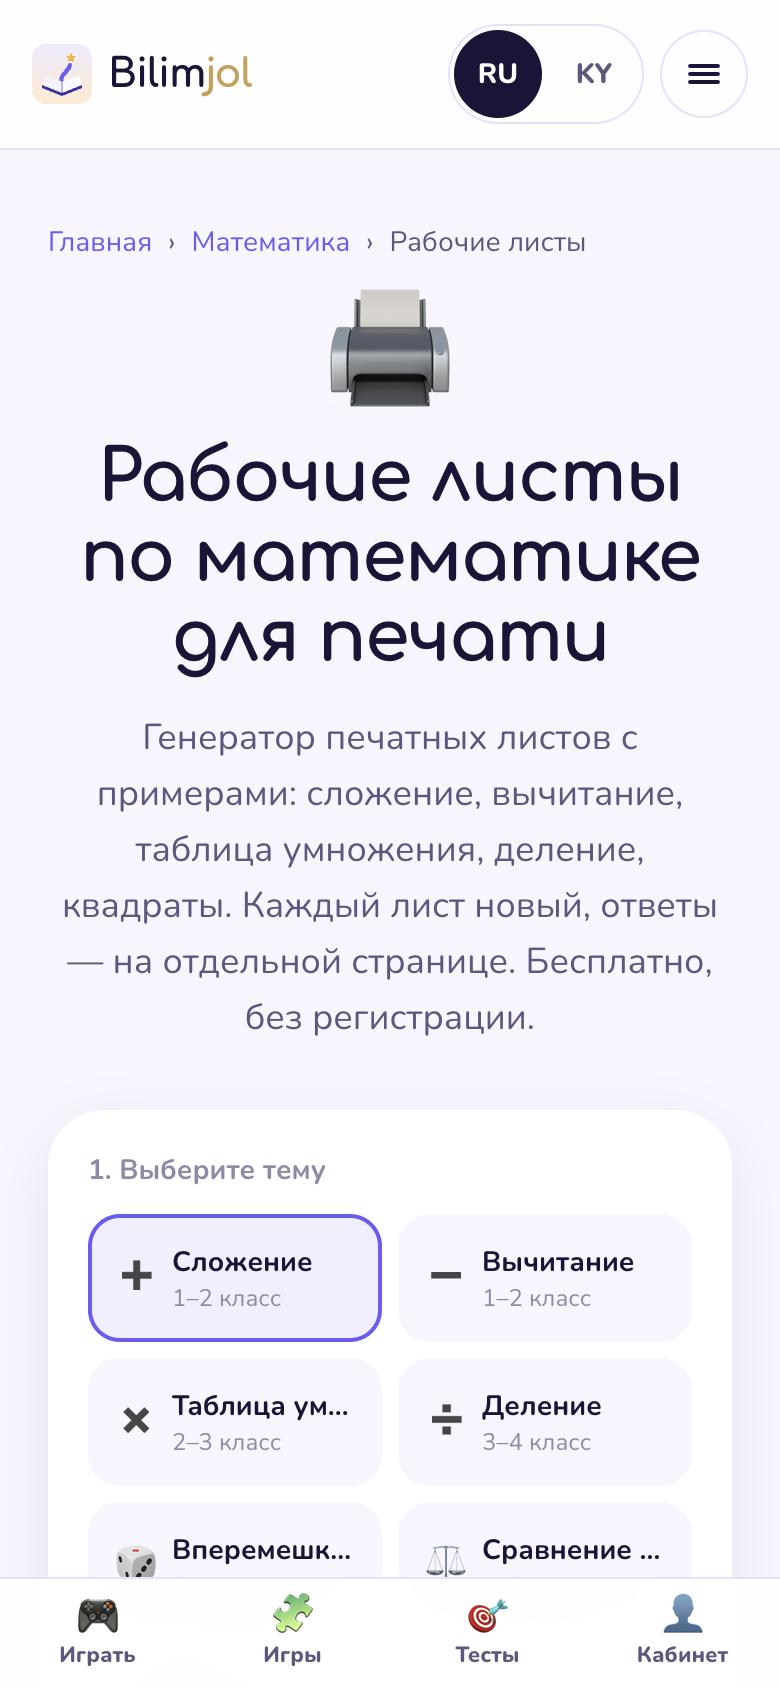 Bilimjol
RU
KY
Главная › Математика › Рабочие листы
Рабочие листы
по математике
для печати
Генератор печатных листов с
примерами: сложение, вычитание,
таблица умножения, деление,
квадраты. Каждый лист новый, ответы
— на отдельной странице. Бесплатно,
без регистрации.
1. Выберите тему
Сложение
1–2 класс
Вычитание
1–2 класс
Таблица ум...
2–3 класс
Деление
3–4 класс
Вперемешк...
Сравнение ...
Играть
Игры
Тесты
Кабинет